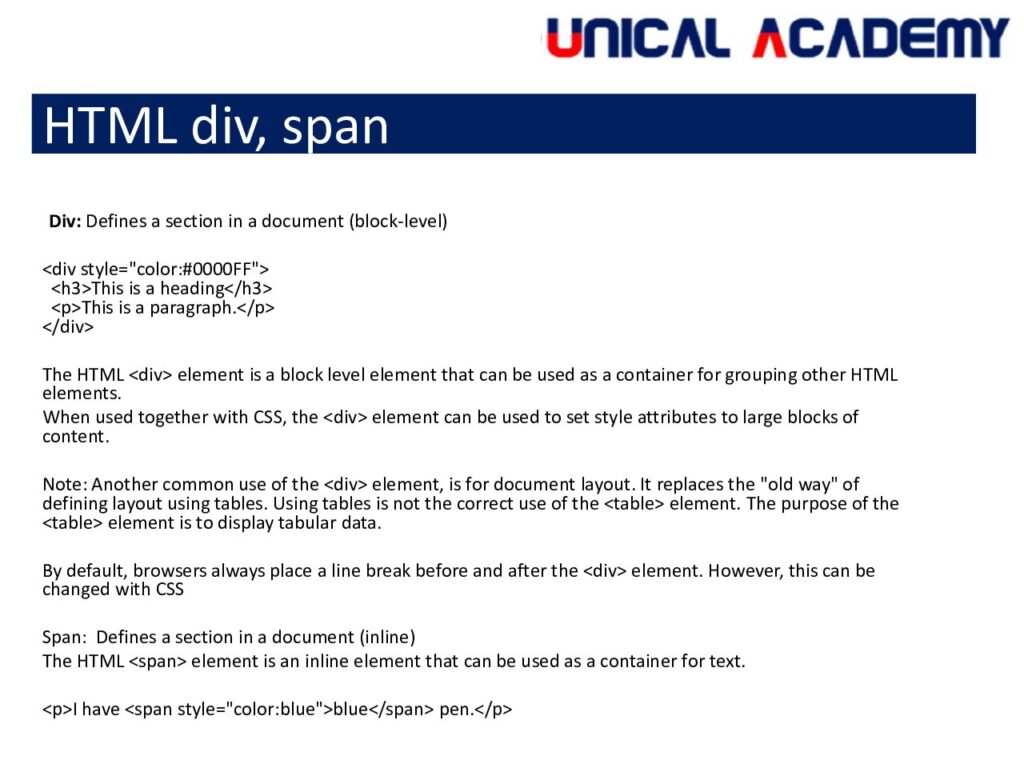 UNICAL ACADEMY
HTML div, span
Div: Defines a section in a document (block-level)
<div style="color:#0000FF">
<h3>This is a heading</h3>
<p>This is a paragraph.</p>
</div>
The HTML <div> element is a block level element that can be used as a container for grouping other HTML
elements.
When used together with CSS, the <div> element can be used to set style attributes to large blocks of
content.
Note: Another common use of the <div> element, is for document layout. It replaces the "old way" of
defining layout using tables. Using tables is not the correct use of the <table> element. The purpose of the
<table> element is to display tabular data.
By default, browsers always place a line break before and after the <div> element. However, this can be
changed with CSS
Span:  Defines a section in a document (inline)
The HTML <span> element is an inline element that can be used as a container for text.
<p>I have <span style="color:blue">blue</span> pen.</p>